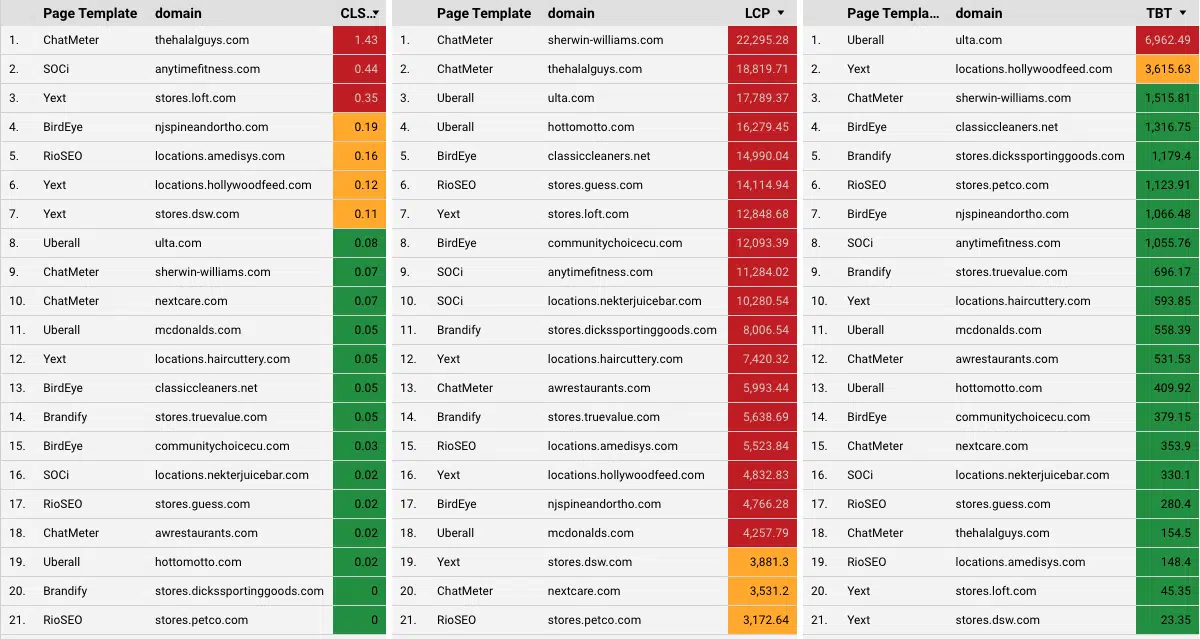 Page Template domain CLS...
1. ChatMeter thehalalguys.com 1.43
2. SOCi anytimefitness.com 0.44
3. Yext stores.loft.com 0.35
4. BirdEye njspineandortho.com 0.19
5. RioSEO locations.amedisys.com 0.16
6. Yext locations.hollywoodfeed.com 0.12
7. Yext stores.dsw.com 0.11
8. Uberall ulta.com 0.08
9. ChatMeter sherwin-williams.com 0.07
10. ChatMeter nextcare.com 0.07
11. Uberall mcdonalds.com 0.05
12. Yext locations.haircuttery.com 0.05
13. BirdEye classiccleaners.net 0.05
14. Brandify stores.truevalue.com 0.05
15. BirdEye communitychoicecu.com 0.03
16. SOCi locations.nekterjuicebar.com 0.02
17. RioSEO stores.guess.com 0.02
18. ChatMeter awrestaurants.com 0.02
19. Uberall hottomotto.com 0.02
20. Brandify stores.dickssportinggoods.com 0
21. RioSEO stores.petco.com 0
Page Template domain LCP
1. ChatMeter sherwin-williams.com 22,295.28
2. ChatMeter thehalalguys.com 18,819.71
3. Uberall ulta.com 17,789.37
4. Uberall hottomotto.com 16,279.45
5. BirdEye classiccleaners.net 14,990.04
6. RioSEO stores.guess.com 14,114.94
7. Yext stores.loft.com 12,848.68
8. BirdEye communitychoicecu.com 12,093.39
9. SOCi anytimefitness.com 11,284.02
10. SOCi locations.nekterjuicebar.com 10,280.54
11. Brandify stores.dickssportinggoods.com 8,006.54
12. Yext locations.haircuttery.com 7,420.32
13. ChatMeter awrestaurants.com 5,993.44
14. Brandify stores.truevalue.com 5,638.69
15. RioSEO locations.amedisys.com 5,523.84
16. Yext locations.hollywoodfeed.com 4,832.83
17. BirdEye njspineandortho.com 4,766.28
18. Uberall mcdonalds.com 4,257.79
19. Yext stores.dsw.com 3,881.3
20. ChatMeter nextcare.com 3,531.2
21. RioSEO stores.petco.com 3,172.64
Page Templa... domain TBT
1. Uberall ulta.com 6,962.49
2. Yext locations.hollywoodfeed.com 3,615.63
3. ChatMeter sherwin-williams.com 1,515.81
4. BirdEye classiccleaners.net 1,316.75
5. Brandify stores.dickssportinggoods.com 1,179.4
6. RioSEO stores.petco.com 1,123.91
7. BirdEye njspineandortho.com 1,066.48
8. SOCi anytimefitness.com 1,055.76
9. Brandify stores.truevalue.com 696.17
10. Yext locations.haircuttery.com 593.85
11. Uberall mcdonalds.com 558.39
12. ChatMeter awrestaurants.com 531.53
13. Uberall hottomotto.com 409.92
14. BirdEye communitychoicecu.com 379.15
15. ChatMeter nextcare.com 353.9
16. SOCi locations.nekterjuicebar.com 330.1
17. RioSEO stores.guess.com 280.4
18. ChatMeter thehalalguys.com 154.5
19. RioSEO locations.amedisys.com 148.4
20. Yext stores.loft.com 45.35
21. Yext stores.dsw.com 23.35